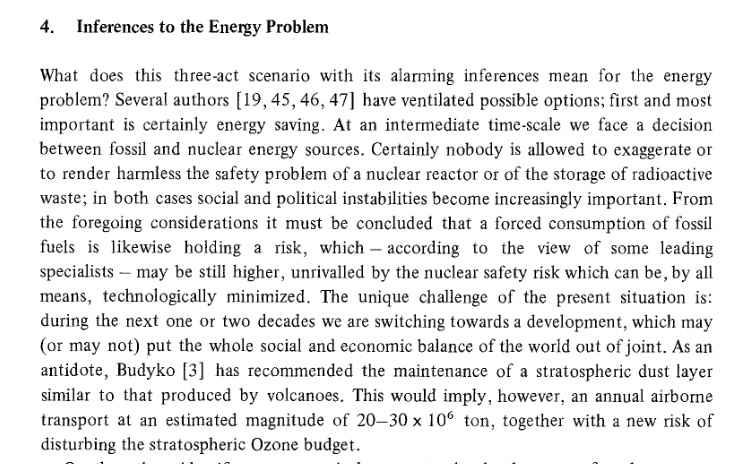 4. Inferences to the Energy Problem
What does this three-act scenario with its alarming inferences mean for the energy
problem? Several authors [19, 45, 46, 47] have ventilated possible options; first and most
important is certainly energy saving. At an intermediate time-scale we face a decision
between fossil and nuclear energy sources. Certainly nobody is allowed to exaggerate or
to render harmless the safety problem of a nuclear reactor or of the storage of radioactive
waste; in both cases social and political instabilities become increasingly important. From
the foregoing considerations it must be concluded that a forced consumption of fossil
fuels is likewise holding a risk, which – according to the view of some leading
specialists – may be still higher, unrivalled by the nuclear safety risk which can be, by all
means, technologically minimized. The unique challenge of the present situation is:
during the next one or two decades we are switching towards a development, which may
(or may not) put the whole social and economic balance of the world out of joint. As an
antidote, Budyko [3] has recommended the maintenance of a stratospheric dust layer
similar to that produced by volcanoes. This would imply, however, an annual airborne
transport at an estimated magnitude of 20–30 x 10⁶ ton, together with a new risk of
disturbing the stratospheric Ozone budget.